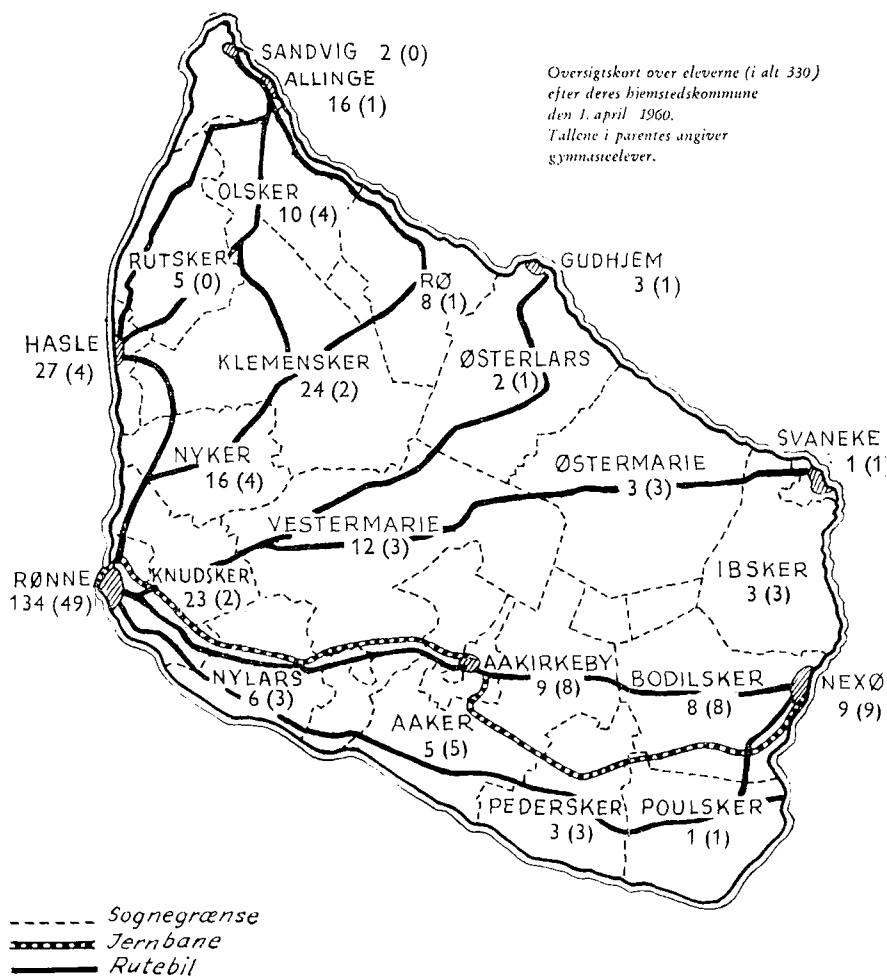 SANDVIG 2 (0)
ALLINGE
16 (1)
Oversigtskort over eleverne (i alt 330)
efter deres hjemstedskommune
den 1. april 1960.
Tallene i parentes angiver
gymnasieelever.
OLSKER
10 (4)
RUTSKER
5 (0)
RØ
8 (1)
GUDHJEM
3 (1)
HASLE
27 (4)
KLEMENSKER
24 (2)
ØSTERLARS
2 (1)
NYKER
16 (4)
ØSTERMARIE
3 (3)
SVANEKE
1 (1)
VESTERMARIE
12 (3)
RØNNE
134 (49)
KNUDSKER
23 (2)
IBSKER
3 (3)
NYLARS
6 (3)
AAKIRKEBY
9 (8)
BODILSKER
8 (8)
NEXØ
9 (9)
AAKER
5 (5)
PEDERSKER
3 (3)
POULSKER
1 (1)
Sognegrænse
Jernbane
Rutebil